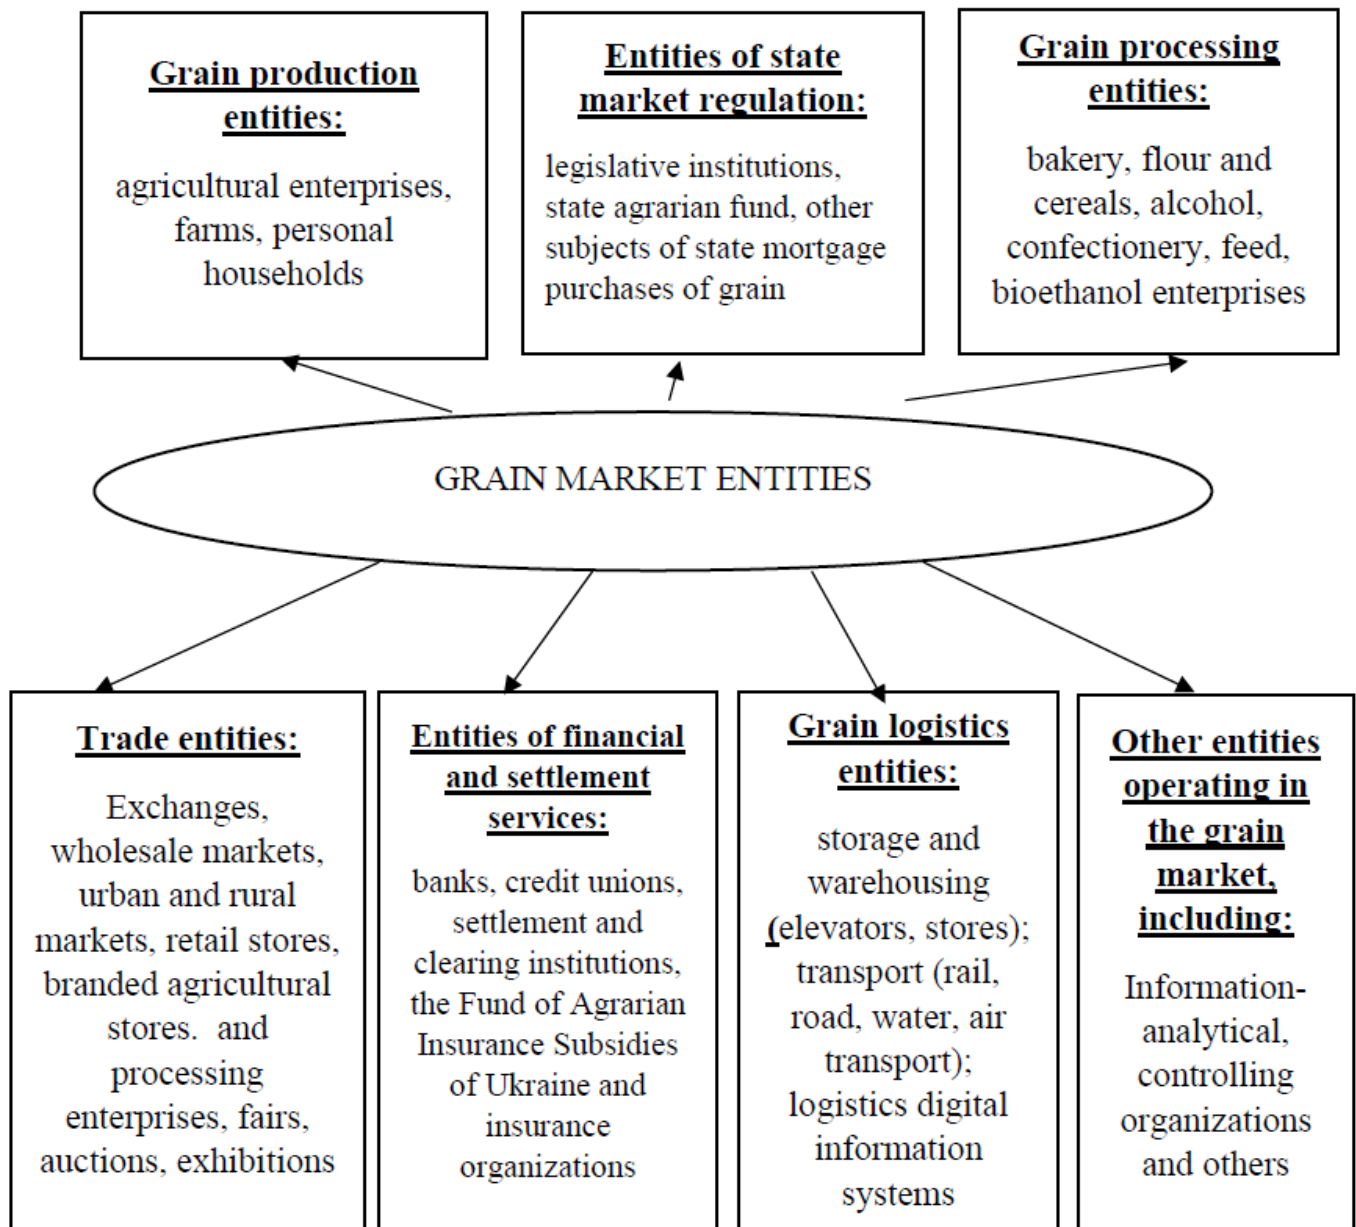 Grain production
entities:
agricultural enterprises,
farms, personal
households
Entities of state
market regulation:
legislative institutions,
state agrarian fund, other
subjects of state mortgage
purchases of grain
Grain processing
entities:
bakery, flour and
cereals, alcohol,
confectionery, feed,
bioethanol enterprises
GRAIN MARKET ENTITIES
Trade entities:
Exchanges,
wholesale markets,
urban and rural
markets, retail stores,
branded agricultural
stores.  and
processing
enterprises, fairs,
auctions, exhibitions
Entities of financial
and settlement
services:
banks, credit unions,
settlement and
clearing institutions,
the Fund of Agrarian
Insurance Subsidies
of Ukraine and
insurance
organizations
Grain logistics
entities:
storage and
warehousing
(elevators, stores);
transport (rail,
road, water, air
transport);
logistics digital
information
systems
Other entities
operating in
the grain
market,
including:
Information-
analytical,
controlling
organizations
and others